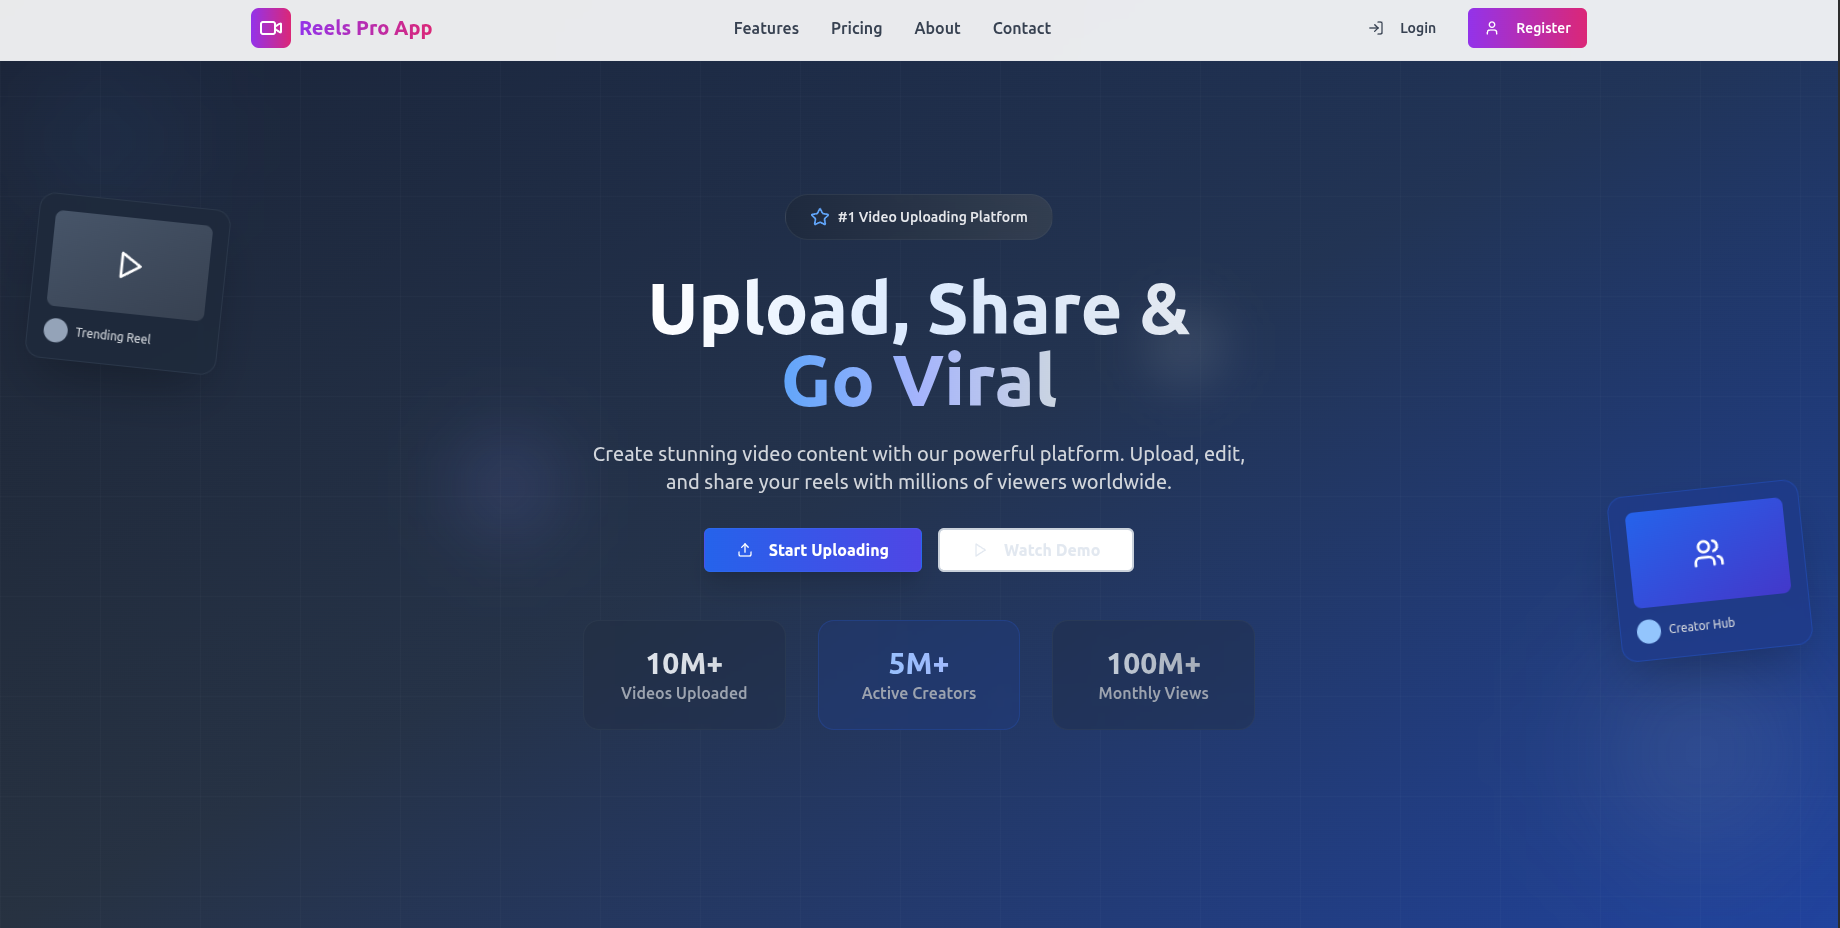 Reels Pro App
Features
Pricing
About
Contact
Login
Register
#1 Video Uploading Platform
Trending Reel
Upload, Share &
Go Viral
Create stunning video content with our powerful platform. Upload, edit,
and share your reels with millions of viewers worldwide.
Start Uploading
Watch Demo
Creator Hub
10M+
Videos Uploaded
5M+
Active Creators
100M+
Monthly Views